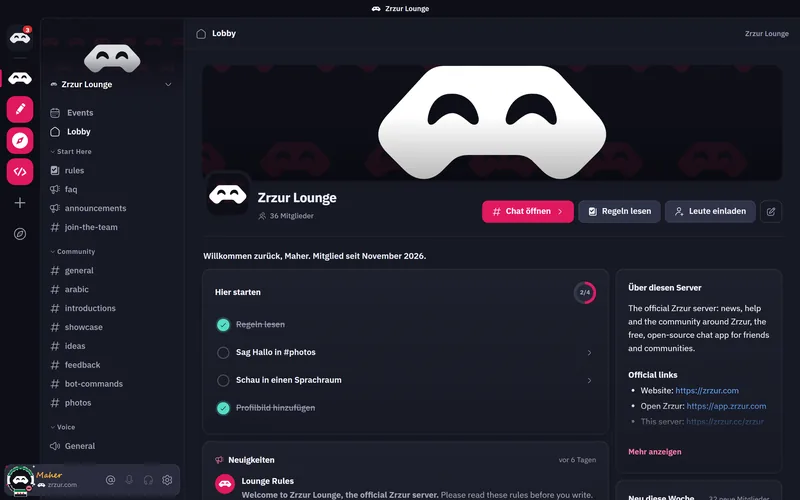 Zrzur Lounge
3
Zrzur Lounge
Events
Lobby
Start Here
rules
faq
announcements
join-the-team
Community
general
arabic
introductions
showcase
ideas
feedback
bot-commands
photos
Voice
General
Maher
zrzur.com
Lobby
Zrzur Lounge
Zrzur Lounge
36 Mitglieder
Chat öffnen
Regeln lesen
Leute einladen
Willkommen zurück, Maher. Mitglied seit November 2026.
Hier starten
2/4
Regeln lesen
Sag Hallo in #photos
Schau in einen Sprachraum
Profilbild hinzufügen
Neuigkeiten
vor 6 Tagen
Lounge Rules
Welcome to Zrzur Lounge, the official Zrzur server. Please read these rules before you write.
Über diesen Server
The official Zrzur server: news, help
and the community around Zrzur, the
free, open-source chat app for friends
and communities.
Official links
Website: https://zrzur.com
Open Zrzur: https://app.zrzur.com
This server: https://zrzur.cc/zrzur
Mehr anzeigen
Neu diese Woche
32 neue Mitglieder